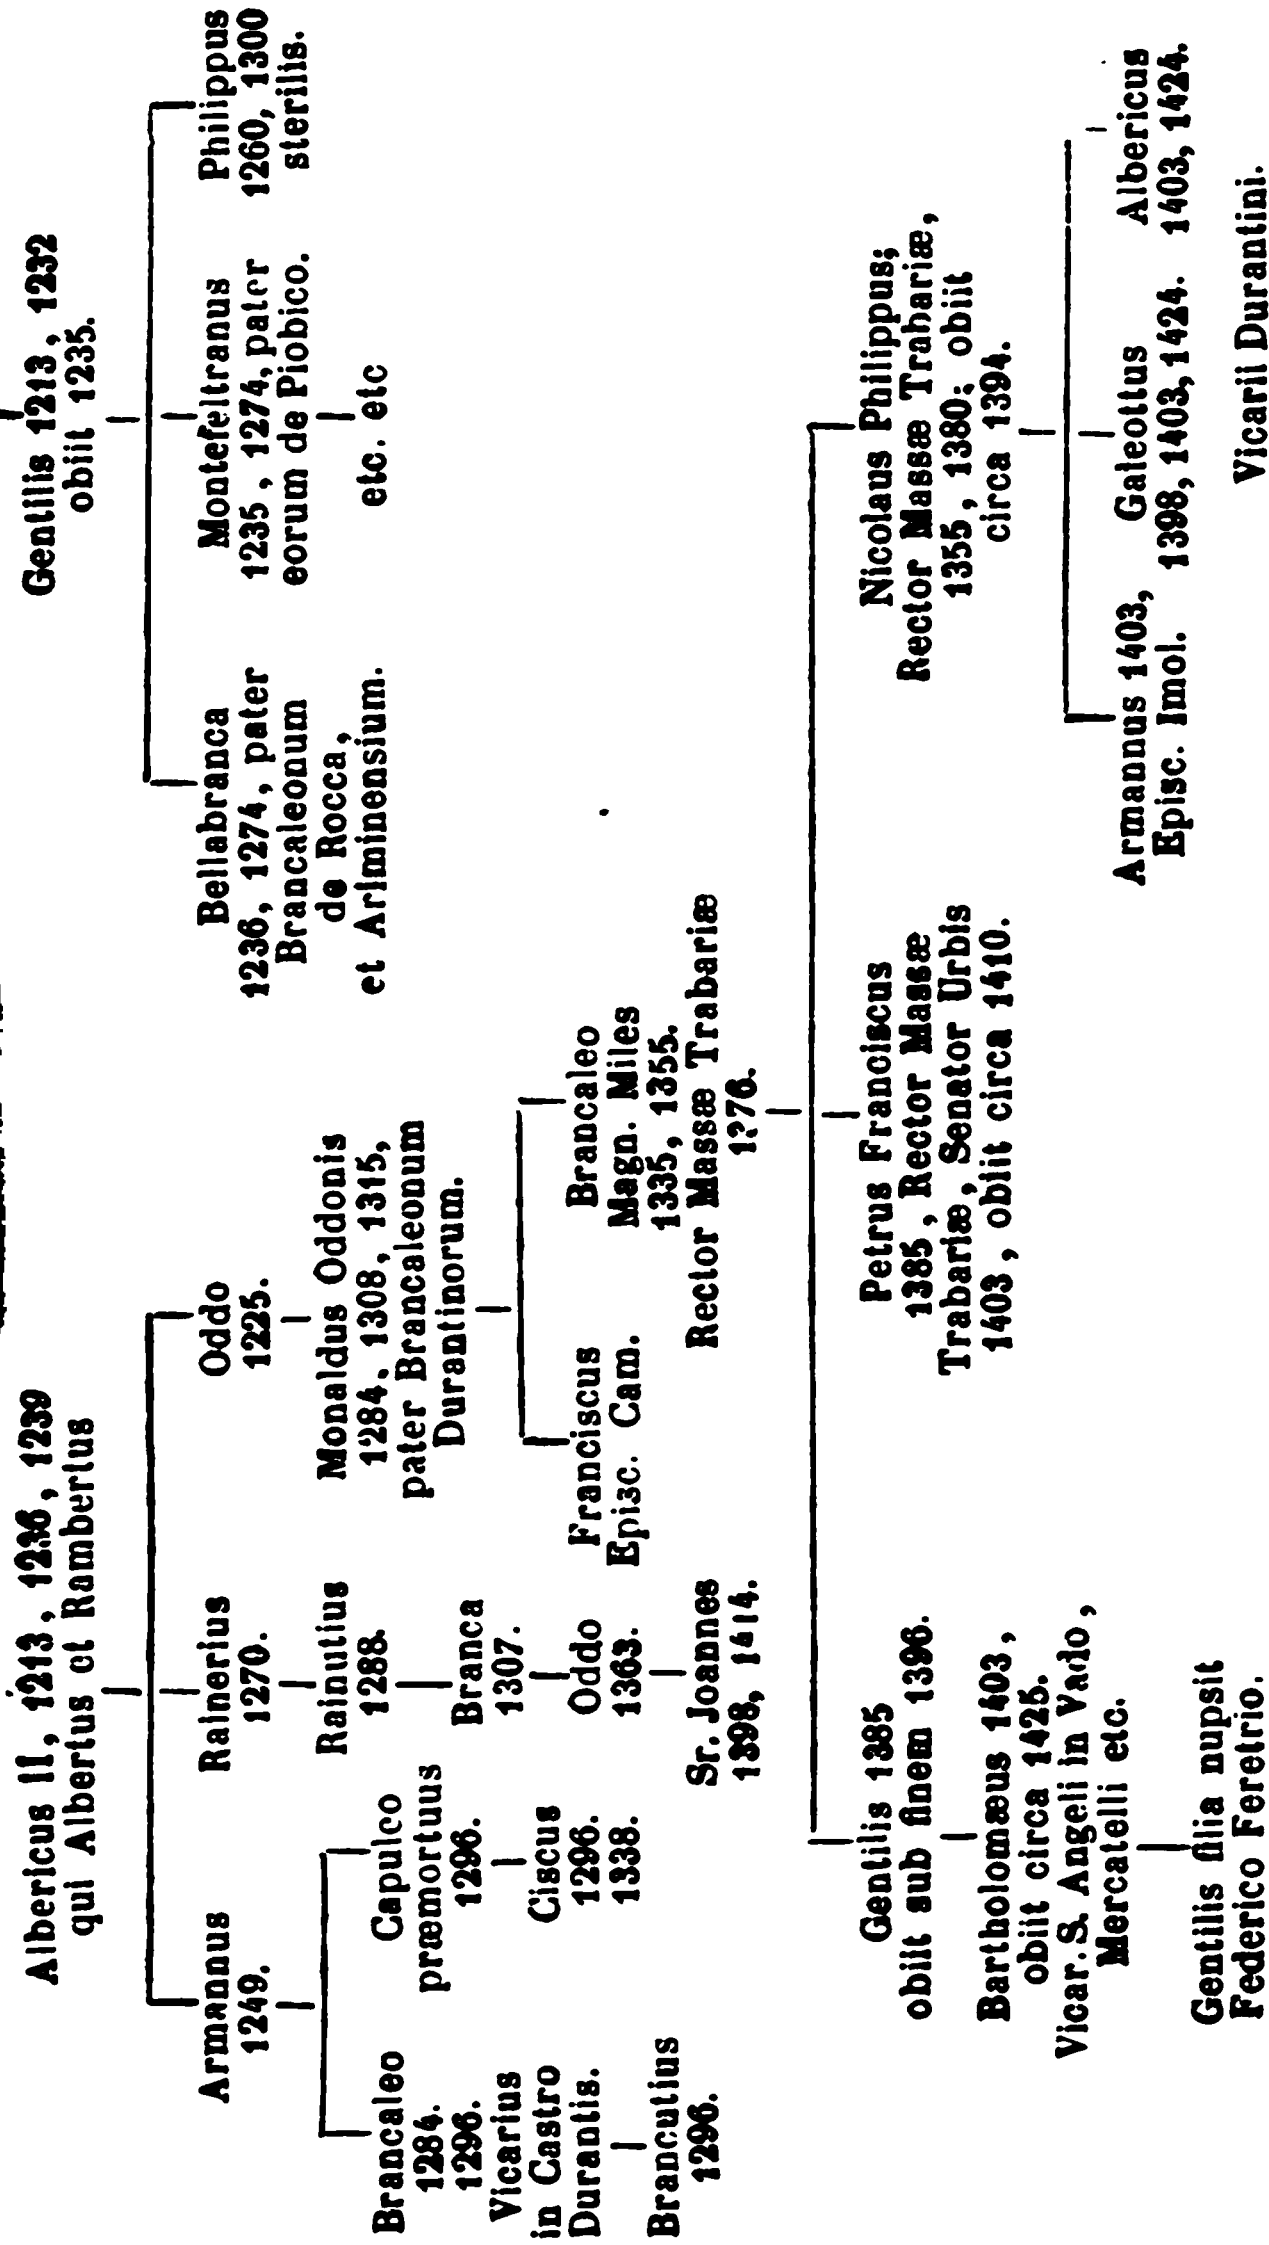 Albericus II, 1213, 1236, 1239
qui Albertus et Rambertus
Gentilis 1213, 1232
obiit 1235.
Armannus
1249.
Rainerius
1270.
Oddo
1225.
Bellabranca
1236, 1274, pater
Brancaleonum
de Rocca,
et Ariminensium.
Montefeltranus
1235, 1274, pater
eorum de Piobico.
etc. etc
Philippus
1260, 1300
sterilis.
Brancaleo
1284.
1296.
Vicarius
in Castro
Durantis.
Brancutius
1296.
Capuleo
præmortuus
1296.
Ciscus
1296.
1338.
Rainutius
1288.
Branca
1307.
Oddo
1363.
Sr. Joannes
1398, 1414.
Monaldus Oddonis
1284, 1308, 1315,
pater Brancaleonum
Durantinorum.
Franciscus
Episc. Cam.
Brancaleo
Magn. Miles
1335, 1355.
Rector Massæ Trabariæ
Gentilis 1385
obiit sub finem 1396.
Bartholomæus 1403,
obiit circa 1425.
Vicar. S. Angeli in Vado,
Mercatelli etc.
Gentilis filia nupsit
Federico Feretrio.
Petrus Franciscus
1385, Rector Massæ
Trabariæ, Senator Urbis
1403, obiit circa 1410.
Nicolaus Philippus;
Rector Massæ Trabariæ,
1355, 1380; obiit
circa 1394.
Armannus 1403,
Episc. Imol.
Galeottus
1398, 1403, 1424.
Albericus
1403, 1424.
Vicarii Durantini.